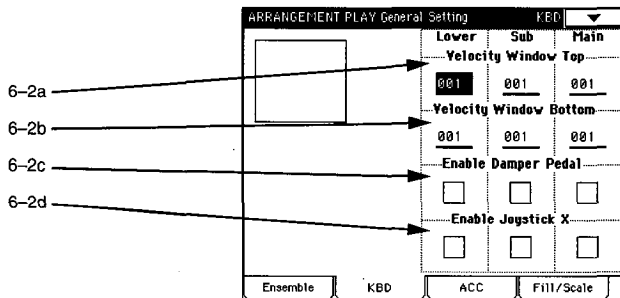 ARRANGEMENT PLAY General Setting KBD
Lower Sub Main
Velocity Window Top
6-2a
001 001 001
6-2b
Velocity Window Bottom
001 001 001
6-2c
Enable Damper Pedal
6-2d
Enable Joystick X
Ensemble KBD ACC Fill/Scale